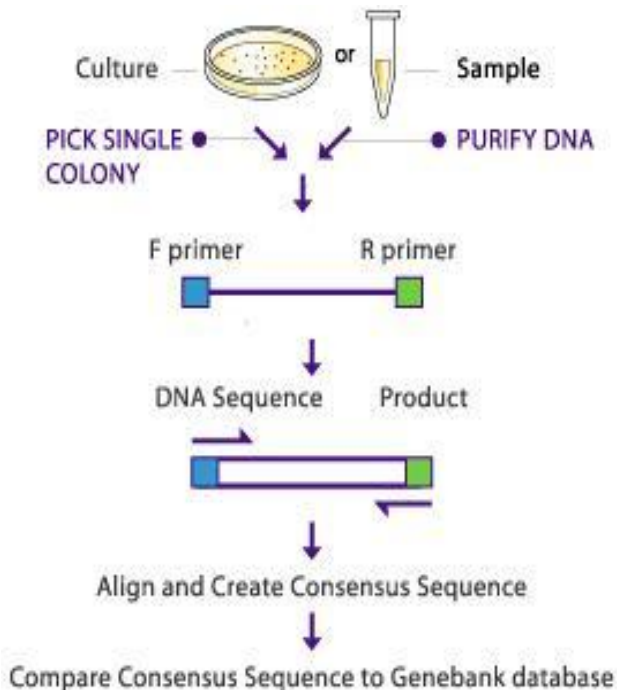 Culture
or
Sample
PICK SINGLE
COLONY
PURIFY DNA
F primer
R primer
DNA Sequence
Product
Align and Create Consensus Sequence
Compare Consensus Sequence to Genebank database